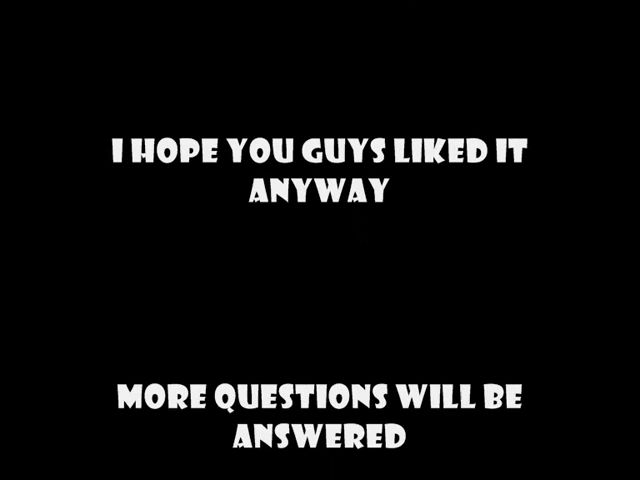 I HOPE YOU GUYS LIKED IT
ANYWAY
MORE QUESTIONS WILL BE
ANSWERED